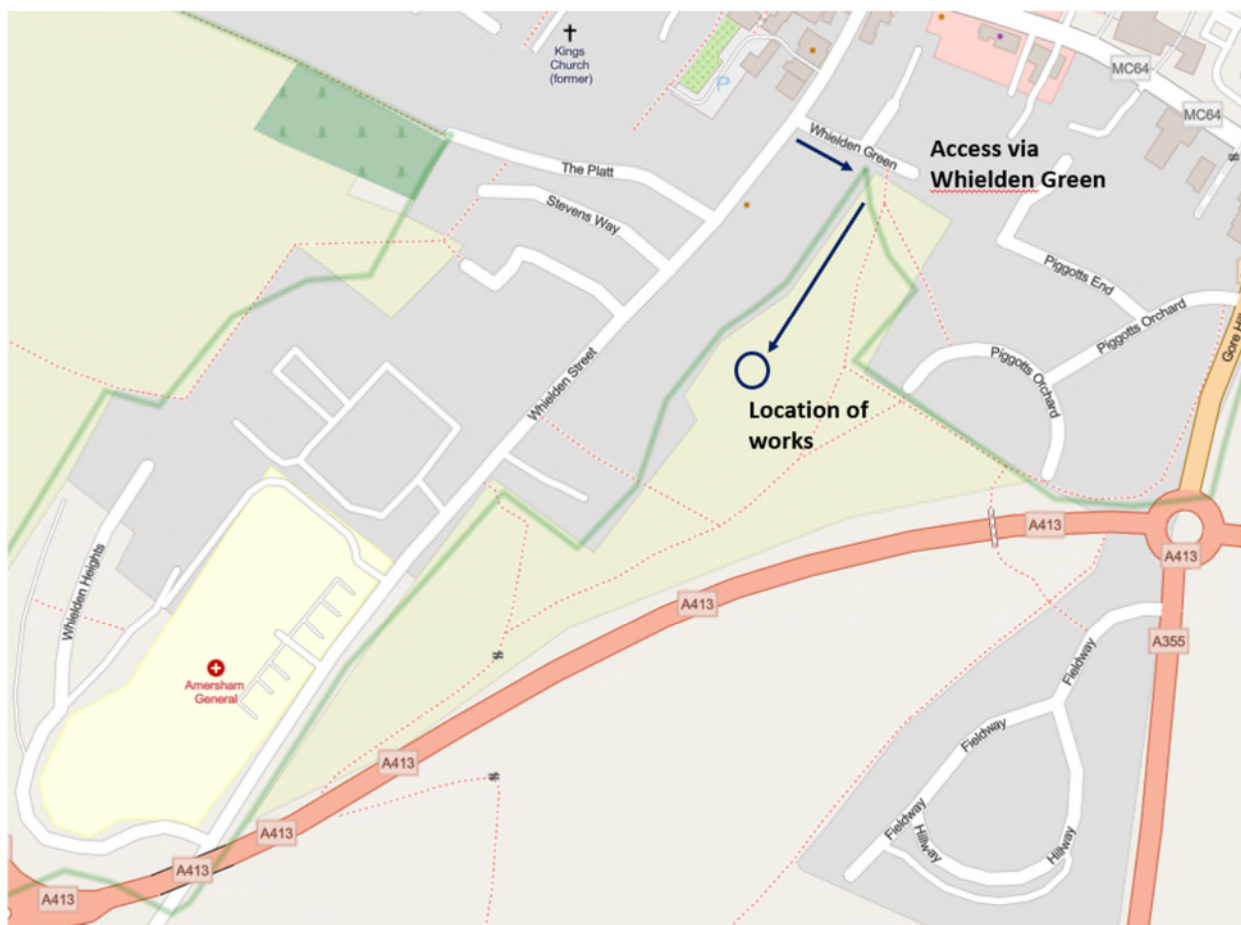 Kings
Church
(former)
P
MC64
MC64
Whielden Green
Access via
Whielden Green
The Platt
Stevens Way
Piggotts End
Piggotts Orchard
Gore Hill
Piggotts Orchard
Whielden Street
Location of
works
A413
A413
A413
Whielden Heights
A355
Fieldway
Amersham
General
Fieldway
A413
Fieldway
Hillway
Hillway
A413
A413
A413